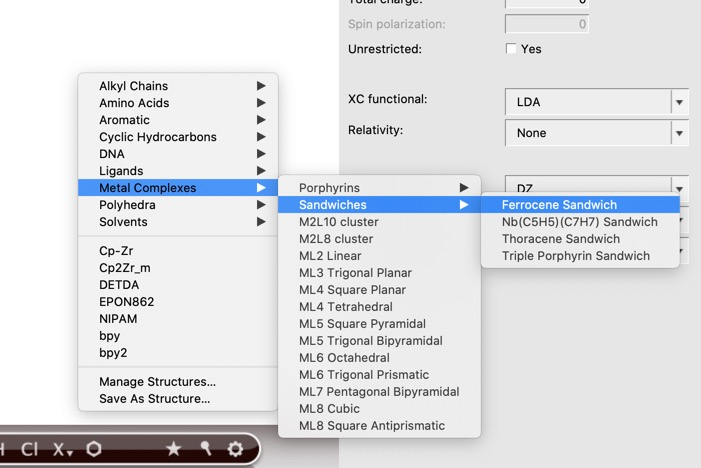 Total charge: 0
Spin polarization: 0
Unrestricted: Yes
XC functional: LDA
Relativity: None
DZ
Alkyl Chains
Amino Acids
Aromatic
Cyclic Hydrocarbons
DNA
Ligands
Metal Complexes
Polyhedra
Solvents
Cp-Zr
Cp2Zr_m
DETDA
EPON862
NIPAM
bpy
bpy2
Manage Structures...
Save As Structure...
Porphyrins
Sandwiches
M2L10 cluster
M2L8 cluster
ML2 Linear
ML3 Trigonal Planar
ML4 Square Planar
ML4 Tetrahedral
ML5 Square Pyramidal
ML5 Trigonal Bipyramidal
ML6 Octahedral
ML6 Trigonal Prismatic
ML7 Pentagonal Bipyramidal
ML8 Cubic
ML8 Square Antiprismatic
Ferrocene Sandwich
Nb(C5H5)(C7H7) Sandwich
Thoracene Sandwich
Triple Porphyrin Sandwich
H Cl X